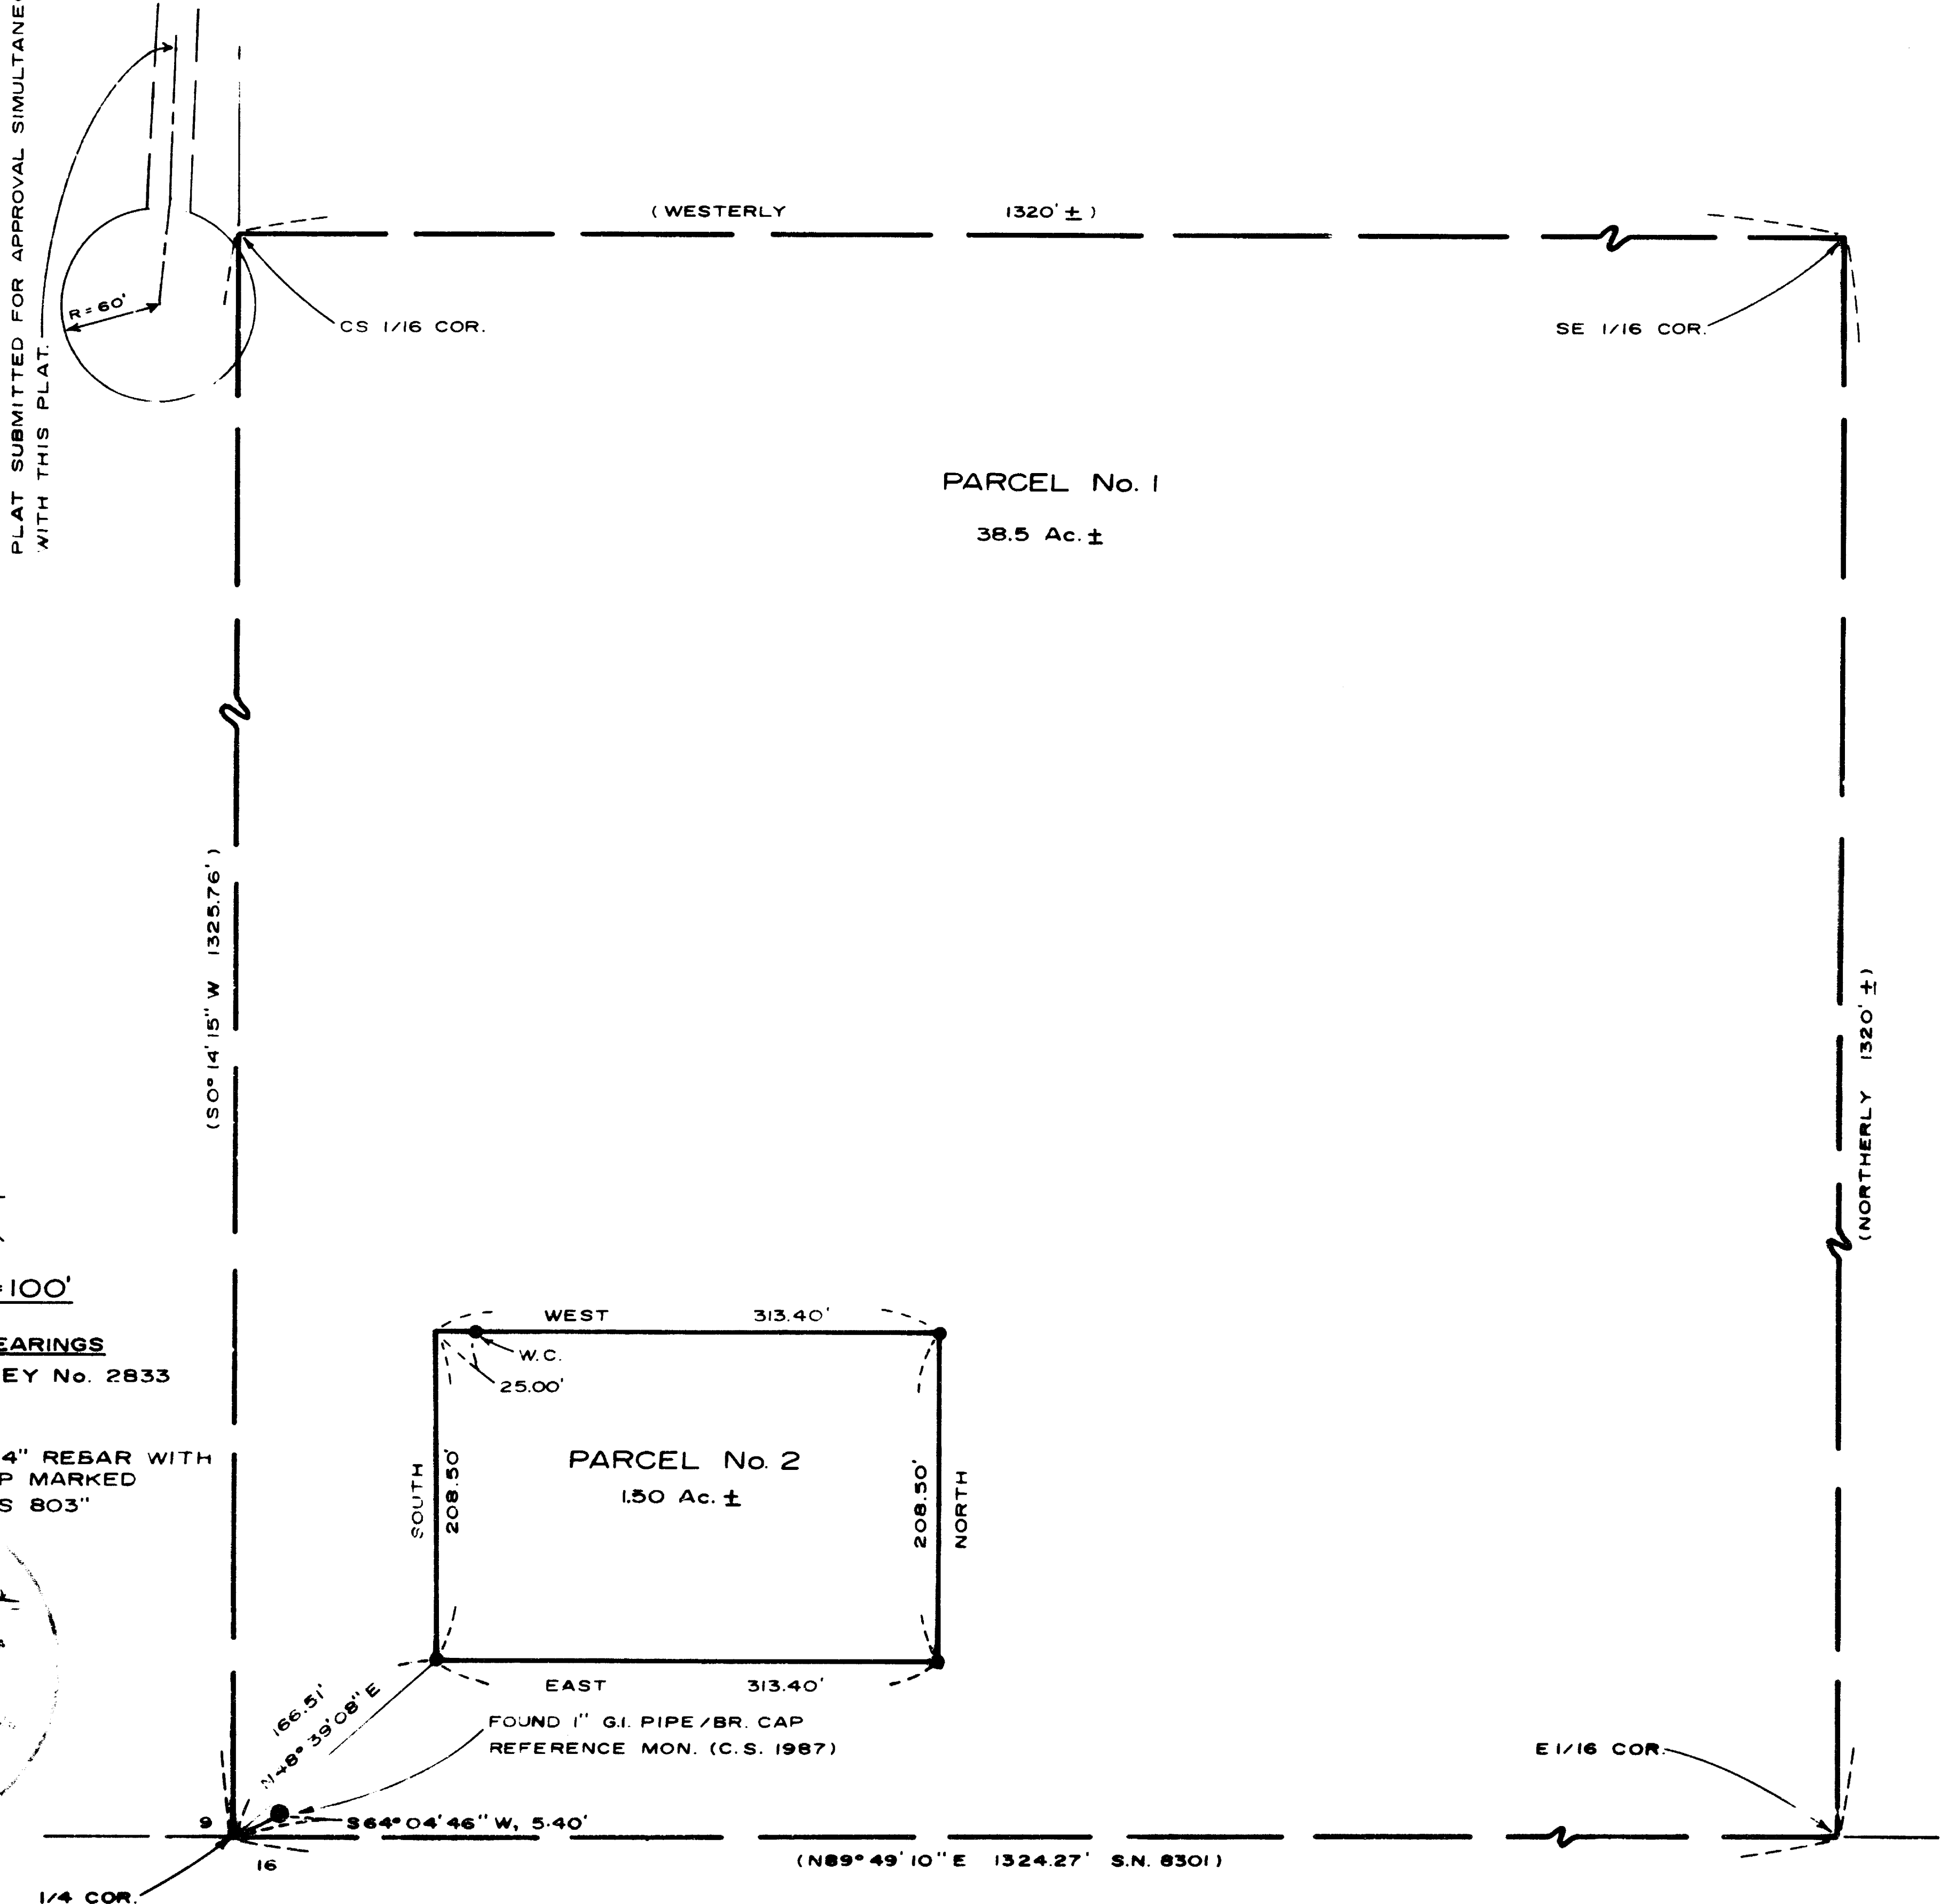 PLAT SUBMITTED FOR APPROVAL
WITH THIS PLAT.
R=60'
(WESTERLY 1320' ±)
CS 1/16 COR.
SE 1/16 COR.
PARCEL No. 1
38.5 Ac. ±
(S0° 14' 15" W 1325.76')
(NORTHERLY 1320' ±)
=100'
EARINGS
EY No. 2833
4" REBAR WITH
P MARKED
S 803"
WEST 313.40'
W.C.
25.00'
PARCEL No. 2
1.50 Ac. ±
SOUTH
208.50'
208.50'
NORTH
EAST 313.40'
166.51'
N48° 39' 08" E
FOUND 1" G.I. PIPE/BR. CAP
REFERENCE MON. (C.S. 1987)
E 1/16 COR.
9
S64° 04' 46" W, 5.40'
16
(N89° 49' 10" E 1324.27' S.N. 8301)
1/4 COR.